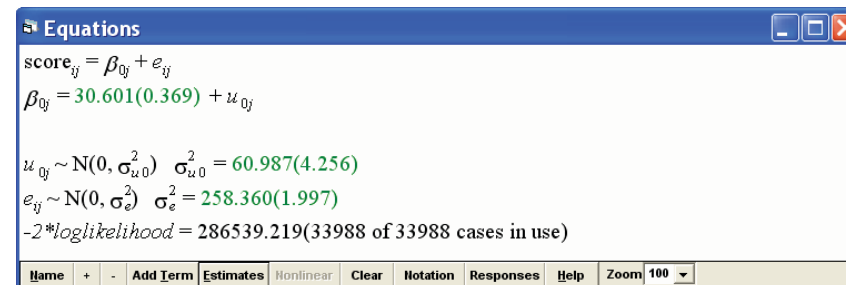 Equations
score_ij = β_0j + e_ij
β_0j = 30.601(0.369) + u_0j
u_0j ~ N(0, σ²_u0) σ²_u0 = 60.987(4.256)
e_ij ~ N(0, σ²_e) σ²_e = 258.360(1.997)
-2*loglikelihood = 286539.219(33988 of 33988 cases in use)
Name + - Add Term Estimates Nonlinear Clear Notation Responses Help Zoom 100